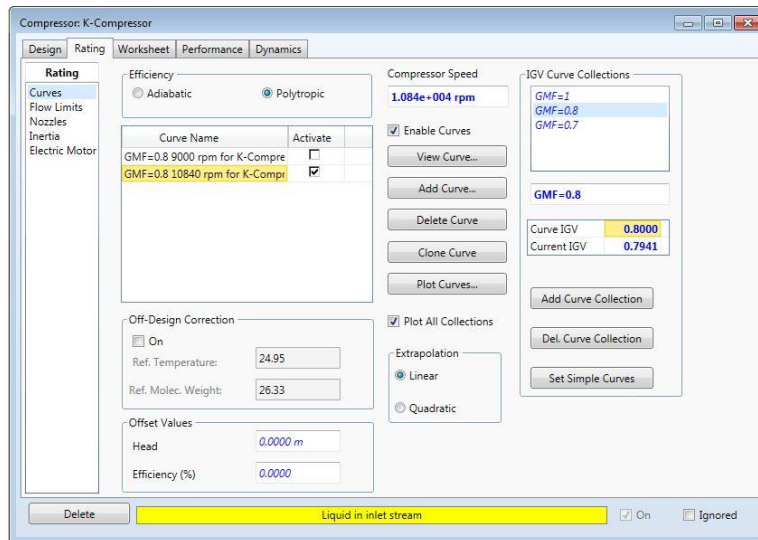 Compressor: K-Compressor
Design Rating Worksheet Performance Dynamics
Rating
Curves
Flow Limits
Nozzles
Inertia
Electric Motor
Efficiency
Adiabatic Polytropic
Curve Name Activate
GMF=0.8 9000 rpm for K-Compre
GMF=0.8 10840 rpm for K-Compr
Off-Design Correction
On
Ref. Temperature: 24.95
Ref. Molec. Weight: 26.33
Offset Values
Head 0.0000 m
Efficiency (%) 0.0000
Compressor Speed
1.084e+004 rpm
Enable Curves
View Curve...
Add Curve...
Delete Curve
Clone Curve
Plot Curves...
Plot All Collections
Extrapolation
Linear
Quadratic
IGV Curve Collections
GMF=1
GMF=0.8
GMF=0.7
GMF=0.8
Curve IGV 0.8000
Current IGV 0.7941
Add Curve Collection
Del. Curve Collection
Set Simple Curves
Delete Liquid in inlet stream On Ignored